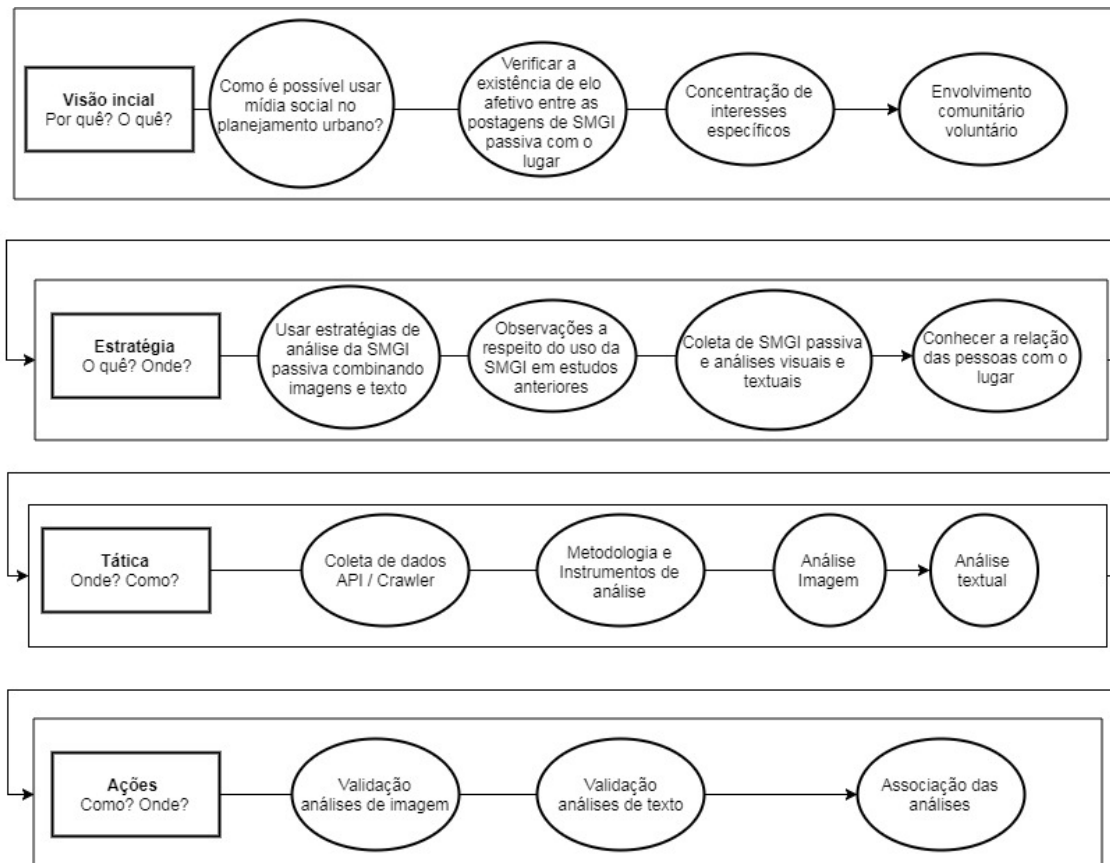 Visão incial
Por quê? O quê?
Como é possível usar
mídia social no
planejamento urbano?
Verificar a
existência de elo
afetivo entre as
postagens de SMGI
passiva com o
lugar
Concentração de
interesses
específicos
Envolvimento
comunitário
voluntário
Estratégia
O quê? Onde?
Usar estratégias de
análise da SMGI
passiva combinando
imagens e texto
Observações a
respeito do uso da
SMGI em estudos
anteriores
Coleta de SMGI passiva
e análises visuais e
textuais
Conhecer a relação
das pessoas com o
lugar
Tática
Onde? Como?
Coleta de dados
API / Crawler
Metodologia e
Instrumentos de
análise
Análise
Imagem
Análise
textual
Ações
Como? Onde?
Validação
análises de imagem
Validação
análises de texto
Associação das
análises